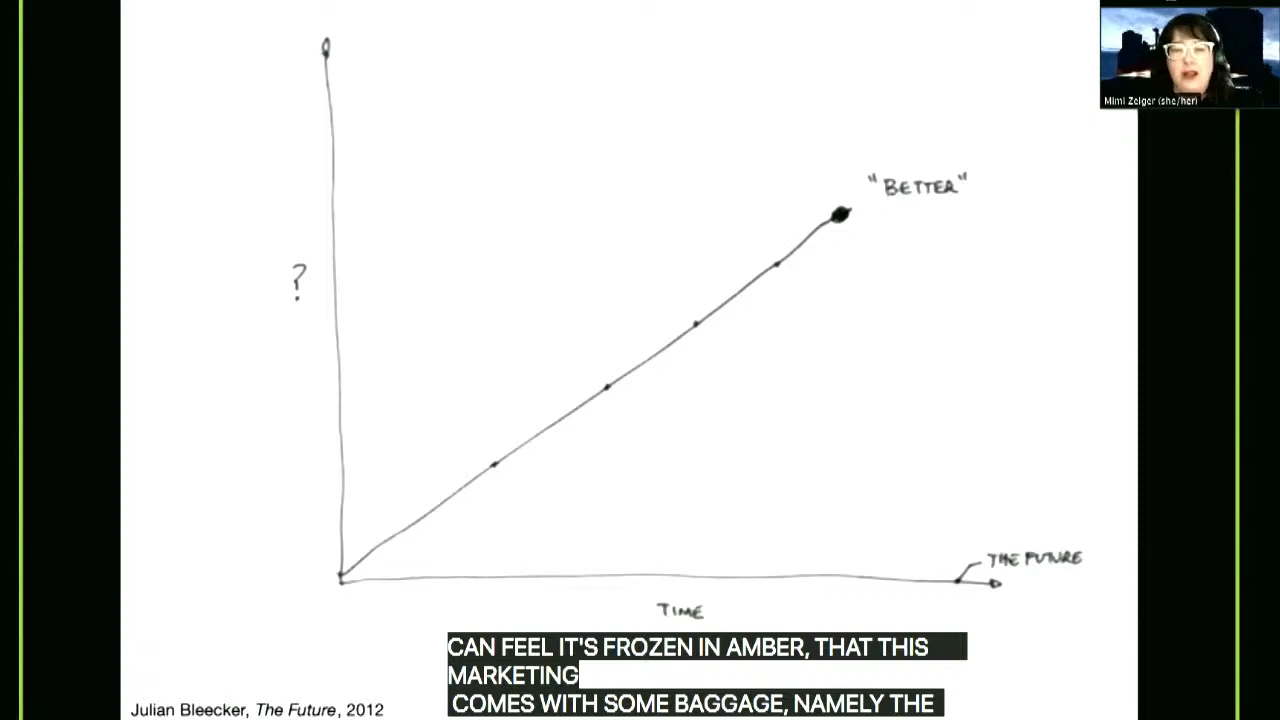 Mimi Zeiger (she/her)
"BETTER"
?
THE FUTURE
TIME
CAN FEEL IT'S FROZEN IN AMBER, THAT THIS
MARKETING
COMES WITH SOME BAGGAGE, NAMELY THE
Julian Bleecker, The Future, 2012